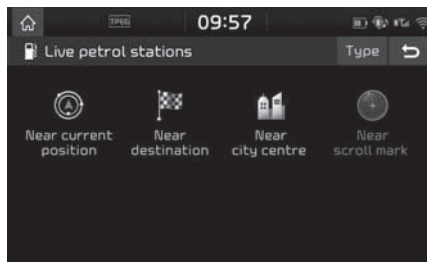 TPEG 09:57
Live petrol stations Type
Near current position
Near destination
Near city centre
Near scroll mark